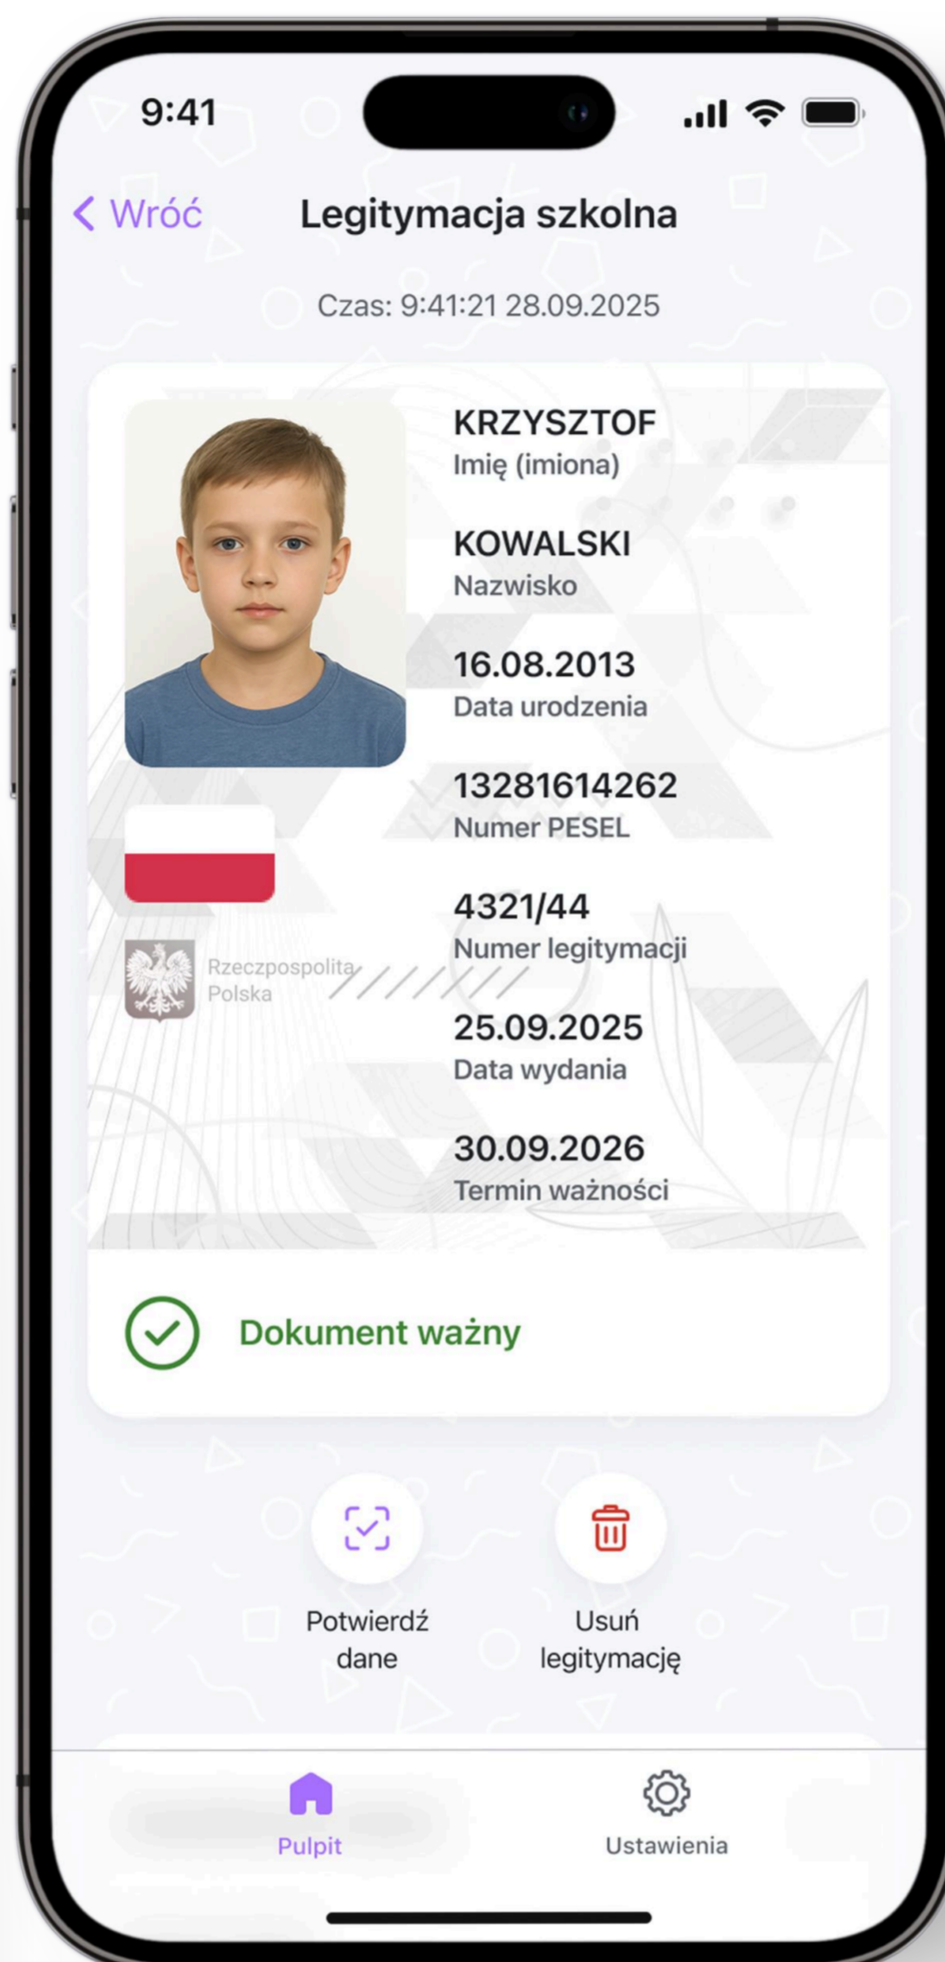 9:41
Wróć
Legitymacja szkolna
Czas: 9:41:21 28.09.2025
KRZYSZTOF
Imię (imiona)
KOWALSKI
Nazwisko
16.08.2013
Data urodzenia
13281614262
Numer PESEL
4321/44
Numer legitymacji
25.09.2025
Data wydania
30.09.2026
Termin ważności
Rzeczpospolita
Polska
Dokument ważny
Potwierdź
dane
Usuń
legitymację
Pulpit
Ustawienia